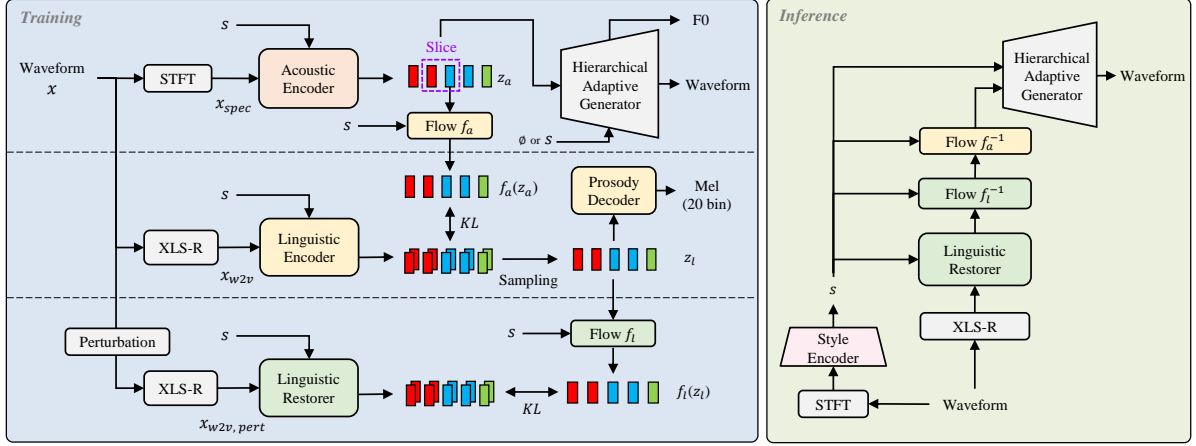 Training
s
Waveform
x
STFT
x_spec
Acoustic
Encoder
Slice
z_a
s
Flow f_a
F0
Hierarchical
Adaptive
Generator
Waveform
∅ or s
f_a(z_a)
KL
s
XLS-R
x_w2v
Linguistic
Encoder
Sampling
Prosody
Decoder
Mel
(20 bin)
z_l
Perturbation
s
XLS-R
x_w2v,pert
Linguistic
Restorer
KL
s
Flow f_l
f_l(z_l)
Inference
Hierarchical
Adaptive
Generator
Waveform
Flow f_a^{-1}
Flow f_l^{-1}
Linguistic
Restorer
s
XLS-R
Style
Encoder
STFT
Waveform